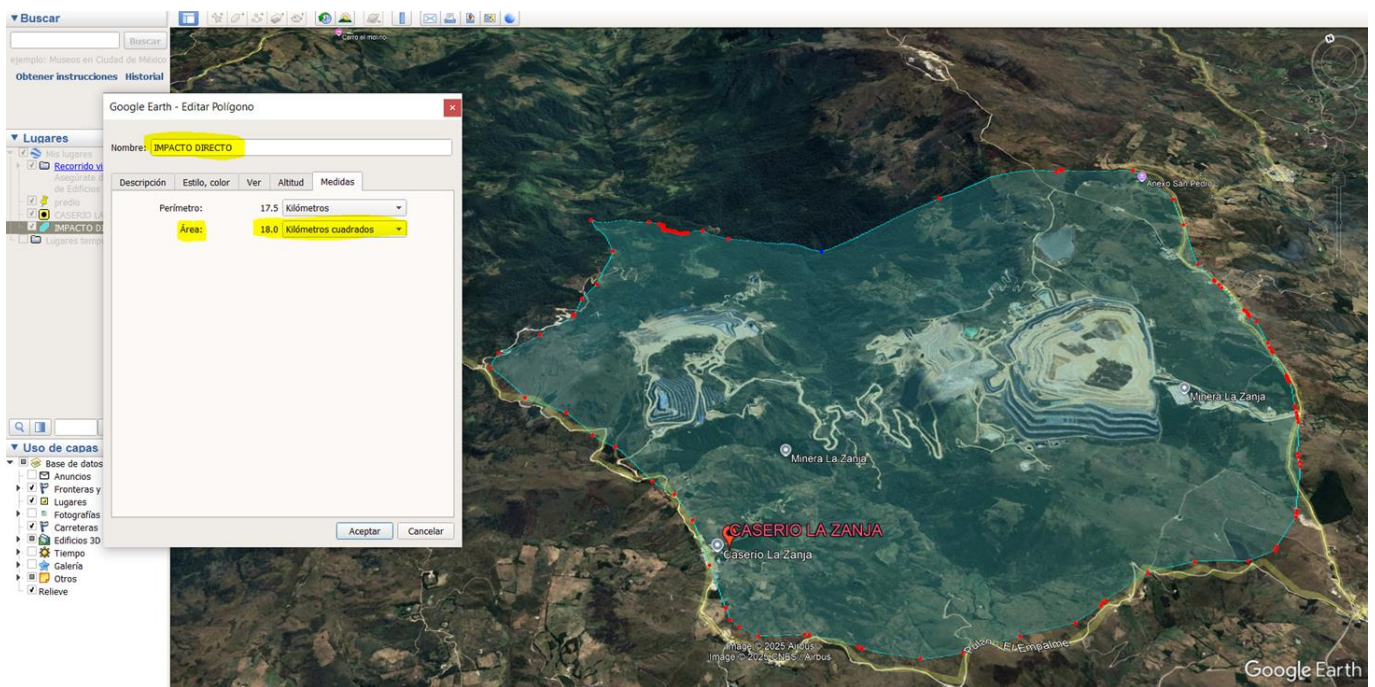 Buscar
Buscar
ejemplo: Museos en Ciudad de México
Obtener instrucciones Historial
Lugares
Mis lugares
Recorrido vi
Asegúrate d
de Edificios
predio
CASERIO LA
IMPACTO DI
Lugares temp
Google Earth - Editar Polígono
Nombre: IMPACTO DIRECTO
Descripción Estilo, color Ver Altitud Medidas
Perímetro: 17.5 Kilómetros
Área: 18.0 Kilómetros cuadrados
Aceptar Cancelar
Uso de capas
Base de datos
Anuncios
Fronteras y
Lugares
Fotografías
Carreteras
Edificios 3D
Tiempo
Galería
Otros
Relieve
Cerro el molino
N
Anexo San Pedro
Minera La Zanja
Minera La Zanja
CASERIO LA ZANJA
Caserio La Zanja
El Empalme
Image © 2025 Airbus
Image © 2025 CNES / Airbus
Google Earth